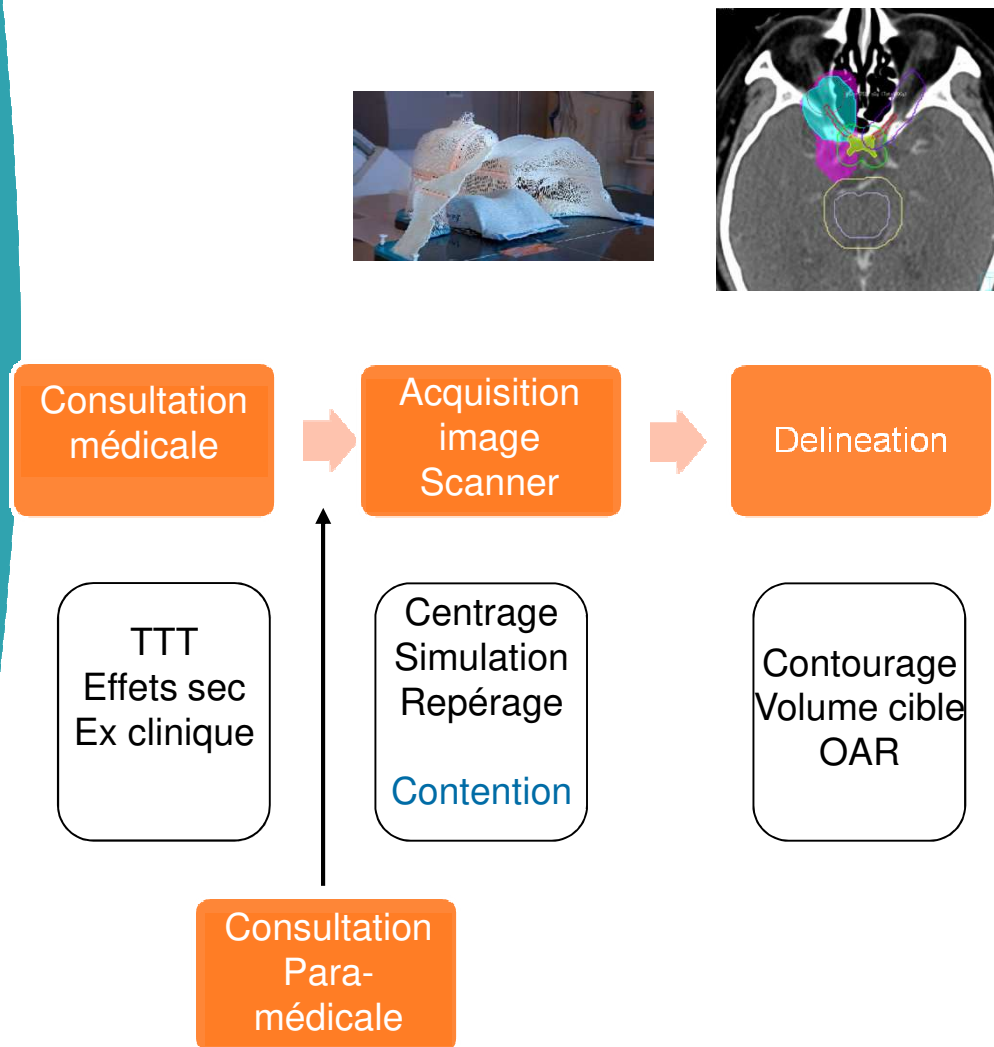 Consultation
médicale
Acquisition
image
Scanner
Delineation
TTT
Effets sec
Ex clinique
Centrage
Simulation
Repérage
Contention
Contourage
Volume cible
OAR
Consultation
Para-
médicale